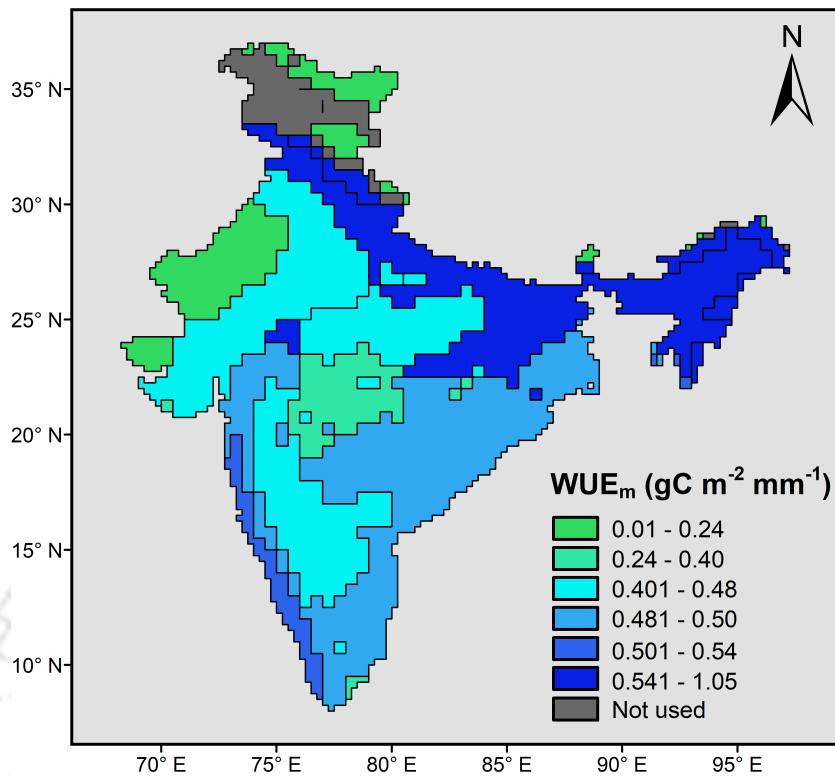 N
35° N
30° N
25° N
20° N
15° N
10° N
WUEm (gC m-2 mm-1)
0.01 - 0.24
0.24 - 0.40
0.401 - 0.48
0.481 - 0.50
0.501 - 0.54
0.541 - 1.05
Not used
70° E 75° E 80° E 85° E 90° E 95° E